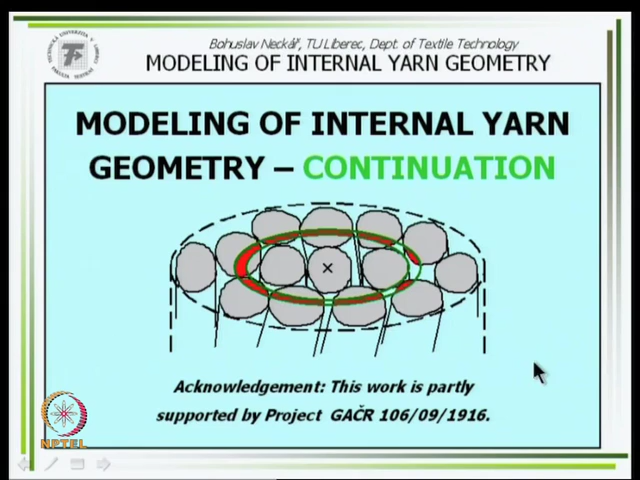 Bohuslav Neckář, TU Liberec, Dept. of Textile Technology
MODELING OF INTERNAL YARN GEOMETRY
MODELING OF INTERNAL YARN
GEOMETRY – CONTINUATION
Acknowledgement: This work is partly
supported by Project GAČR 106/09/1916.
NPTEL